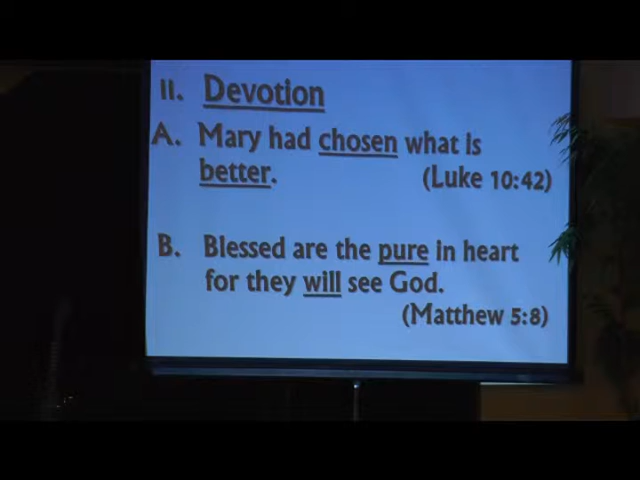 II. Devotion
A. Mary had chosen what is
better. (Luke 10:42)
B. Blessed are the pure in heart
for they will see God.
(Matthew 5:8)